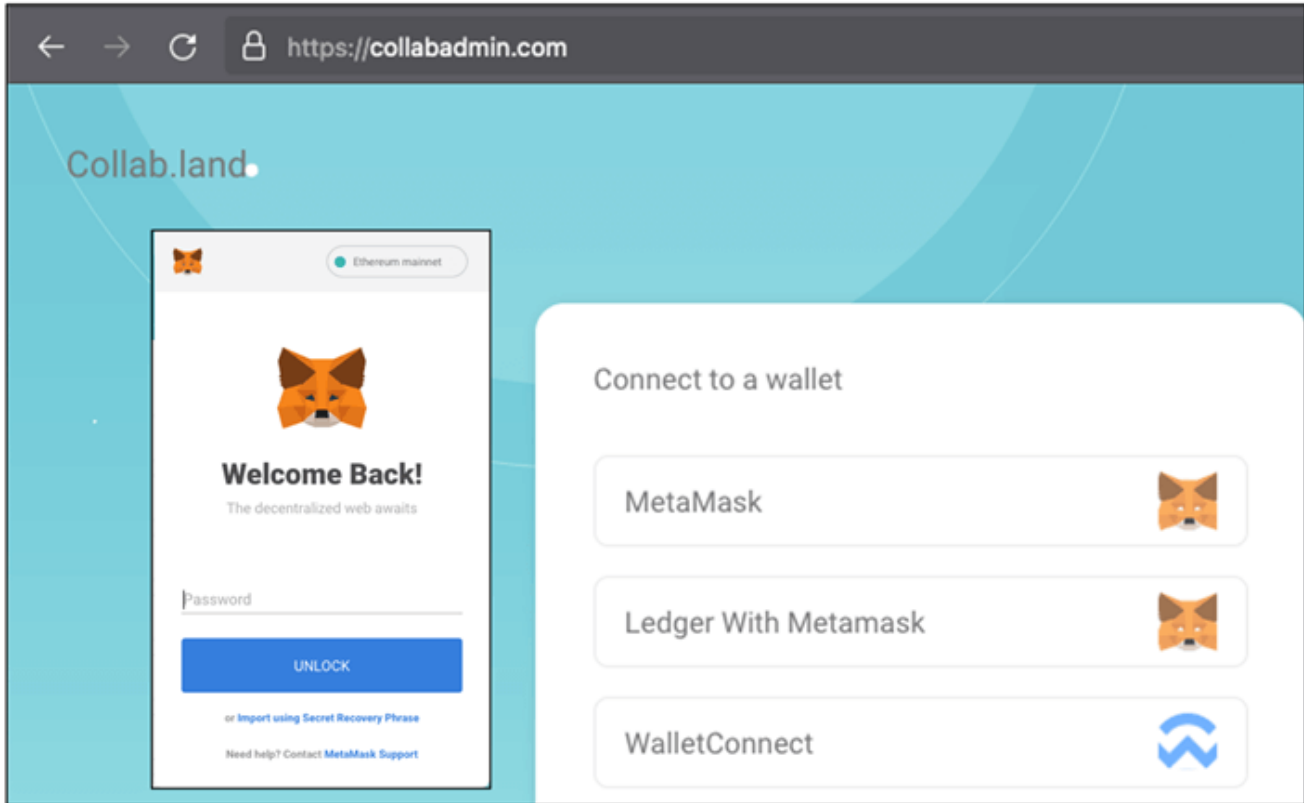 https://collabadmin.com
Collab.land
Ethereum mainnet
Welcome Back!
The decentralized web awaits
Password
UNLOCK
or Import using Secret Recovery Phrase
Need help? Contact MetaMask Support
Connect to a wallet
MetaMask
Ledger With Metamask
WalletConnect